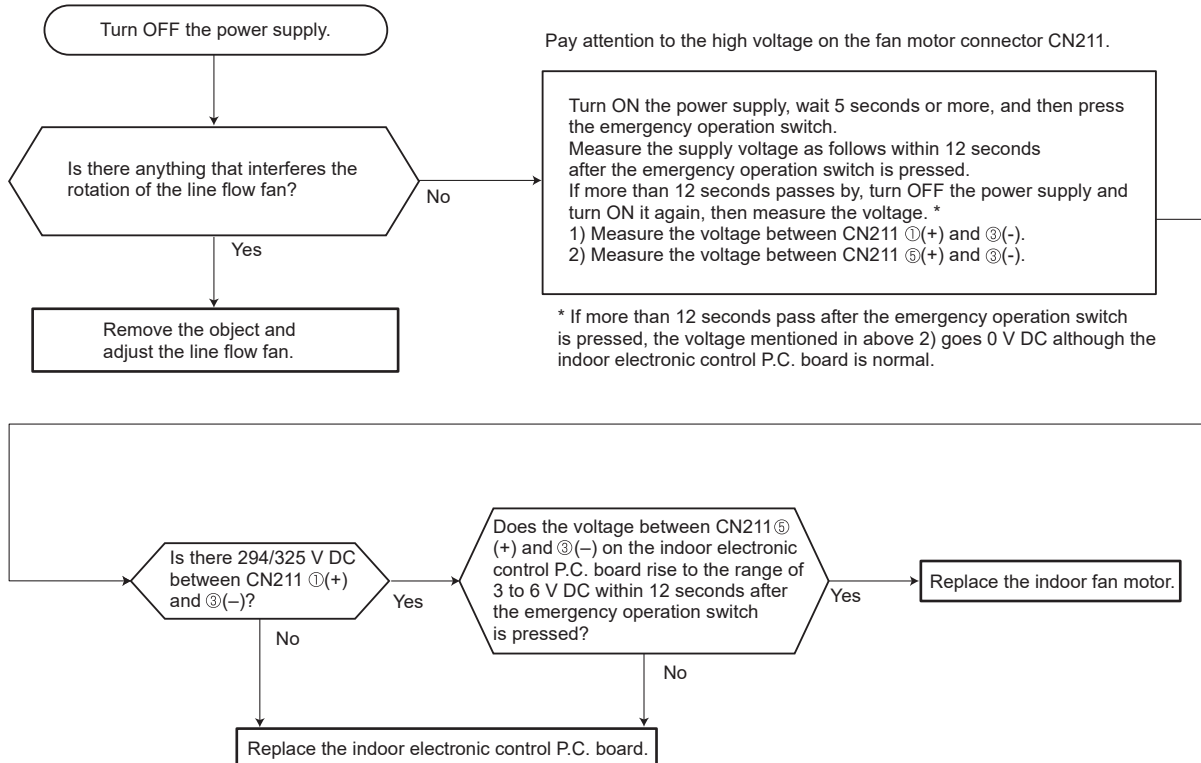 Turn OFF the power supply.
Is there anything that interferes the
rotation of the line flow fan?
No
Yes
Remove the object and
adjust the line flow fan.
Pay attention to the high voltage on the fan motor connector CN211.
Turn ON the power supply, wait 5 seconds or more, and then press
the emergency operation switch.
Measure the supply voltage as follows within 12 seconds
after the emergency operation switch is pressed.
If more than 12 seconds passes by, turn OFF the power supply and
turn ON it again, then measure the voltage. *
1) Measure the voltage between CN211 ①(+) and ③(-).
2) Measure the voltage between CN211 ⑤(+) and ③(-).
* If more than 12 seconds pass after the emergency operation switch
is pressed, the voltage mentioned in above 2) goes 0 V DC although the
indoor electronic control P.C. board is normal.
Is there 294/325 V DC
between CN211 ①(+)
and ③(–)?
Yes
No
Does the voltage between CN211⑤
(+) and ③(–) on the indoor electronic
control P.C. board rise to the range of
3 to 6 V DC within 12 seconds after
the emergency operation switch
is pressed?
Yes
No
Replace the indoor fan motor.
Replace the indoor electronic control P.C. board.